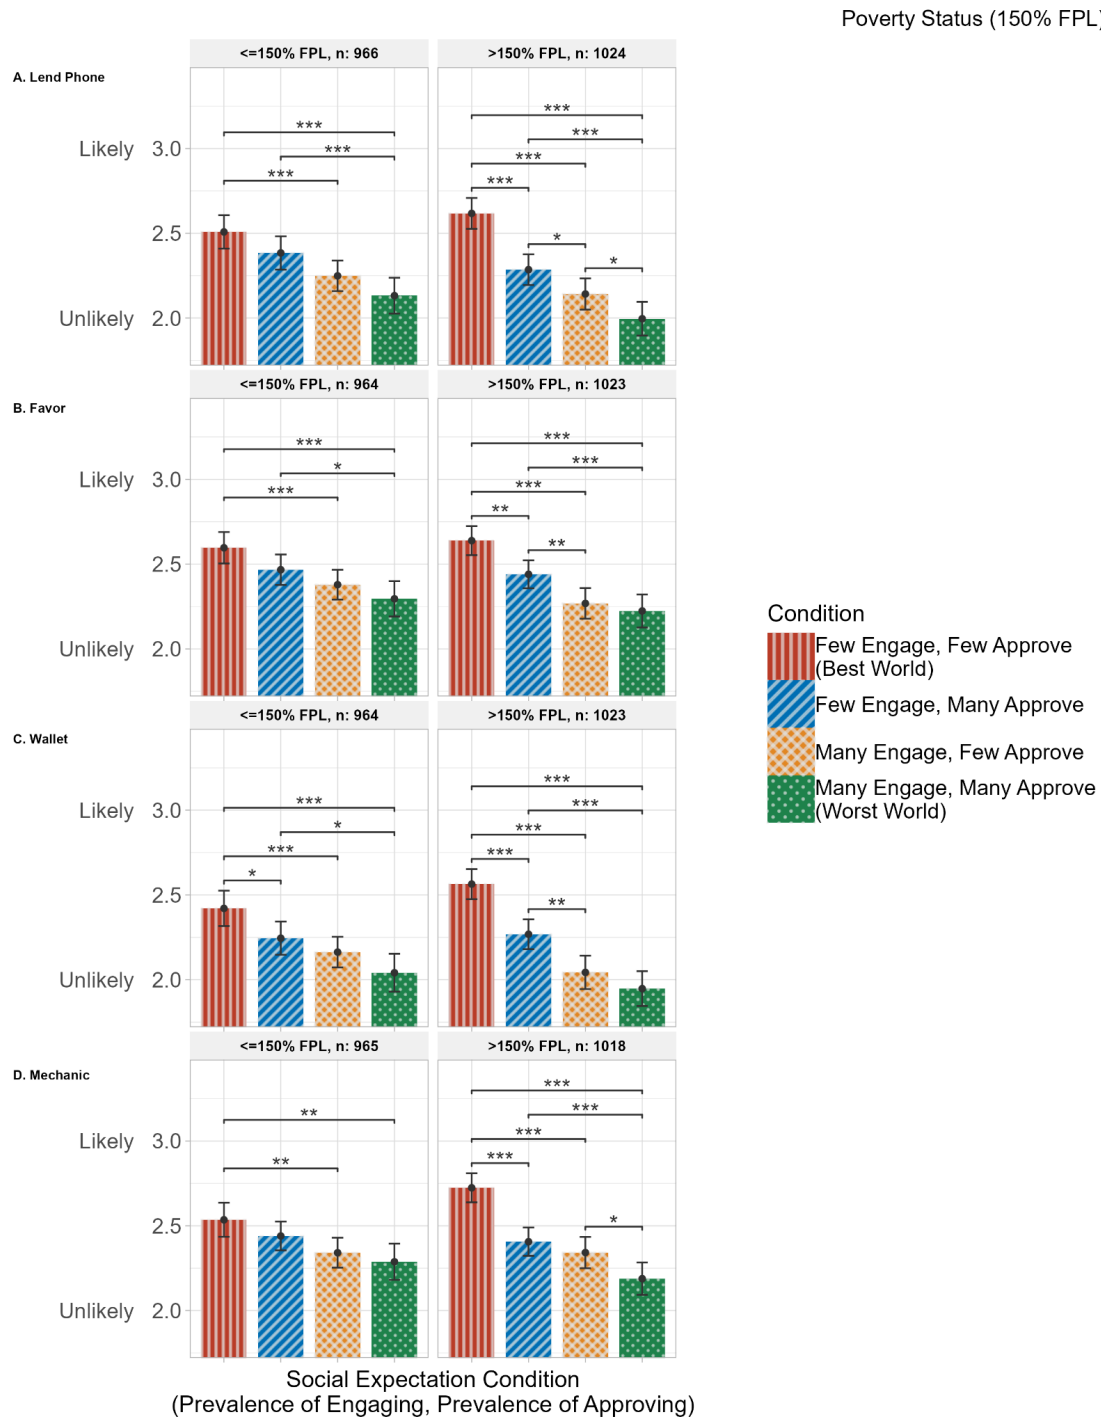 Poverty Status (150% FPL)
<=150% FPL, n: 966
>150% FPL, n: 1024
A. Lend Phone
***
***
***
Likely 3.0
2.5
Unlikely 2.0
***
***
***
***
*
*
<=150% FPL, n: 964
>150% FPL, n: 1023
B. Favor
***
*
***
Likely 3.0
2.5
Unlikely 2.0
***
***
***
**
**
<=150% FPL, n: 964
>150% FPL, n: 1023
C. Wallet
***
*
***
*
Likely 3.0
2.5
Unlikely 2.0
***
***
***
***
**
<=150% FPL, n: 965
>150% FPL, n: 1018
D. Mechanic
**
**
Likely 3.0
2.5
Unlikely 2.0
***
***
***
***
*
Social Expectation Condition
(Prevalence of Engaging, Prevalence of Approving)
Condition
Few Engage, Few Approve
(Best World)
Few Engage, Many Approve
Many Engage, Few Approve
Many Engage, Many Approve
(Worst World)